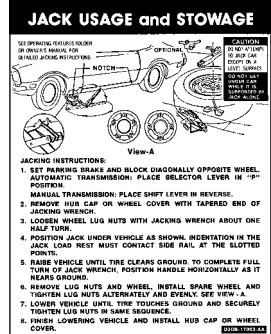 JACK USAGE and STOWAGE
SEE OPERATING FEATURES FOLDER
OR OWNER'S MANUAL FOR
DETAILED JACKING INSTRUCTIONS
OPTIONAL
NOTCH
CAUTION
DO NOT ATTEMPT
TO JACK CAR
EXCEPT ON A
LEVEL SURFACE
DO NOT GET
UNDER CAR
WHILE IT IS
SUPPORTED BY
JACK ALONE.
View-A
JACKING INSTRUCTIONS:
1. SET PARKING BRAKE AND BLOCK DIAGONALLY OPPOSITE WHEEL.
AUTOMATIC TRANSMISSION: PLACE SELECTOR LEVER IN "P"
POSITION.
MANUAL TRANSMISSION: PLACE SHIFT LEVER IN REVERSE.
2. REMOVE HUB CAP OR WHEEL COVER WITH TAPERED END OF
JACKING WRENCH.
3. LOOSEN WHEEL LUG NUTS WITH JACKING WRENCH ABOUT ONE
HALF TURN.
4. POSITION JACK UNDER VEHICLE AS SHOWN. INDENTATION IN THE
JACK LOAD REST MUST CONTACT SIDE RAIL AT THE SLOTTED
POINTS.
5. RAISE VEHICLE UNTIL TIRE CLEARS GROUND. TO COMPLETE FULL
TURN OF JACK WRENCH, POSITION HANDLE HORIZONTALLY AS IT
NEARS GROUND.
6. REMOVE LUG NUTS AND WHEEL, INSTALL SPARE WHEEL AND
TIGHTEN LUG NUTS ALTERNATELY AND EVENLY. SEE VIEW - A.
7. LOWER VEHICLE UNTIL TIRE TOUCHES GROUND AND SECURELY
TIGHTEN LUG NUTS IN SAME SEQUENCE.
8. FINISH LOWERING VEHICLE AND INSTALL HUB CAP OR WHEEL
COVER.